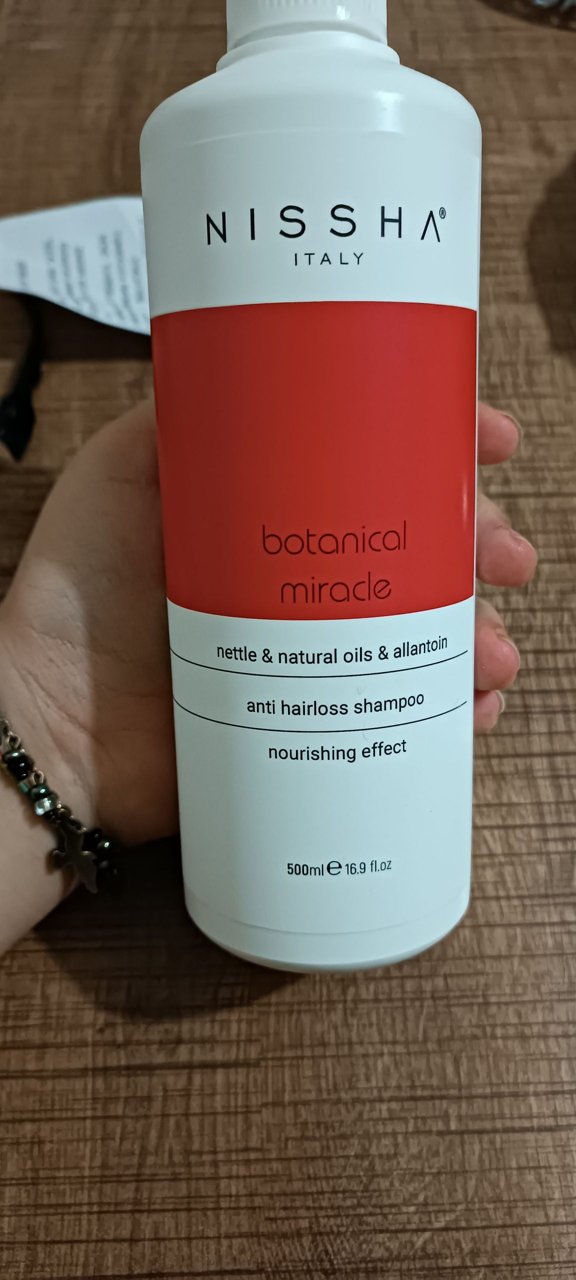 NISSHA®
ITALY
botanical
miracle
nettle & natural oils & allantoin
anti hairloss shampoo
nourishing effect
500ml ℮ 16.9 fl.oz